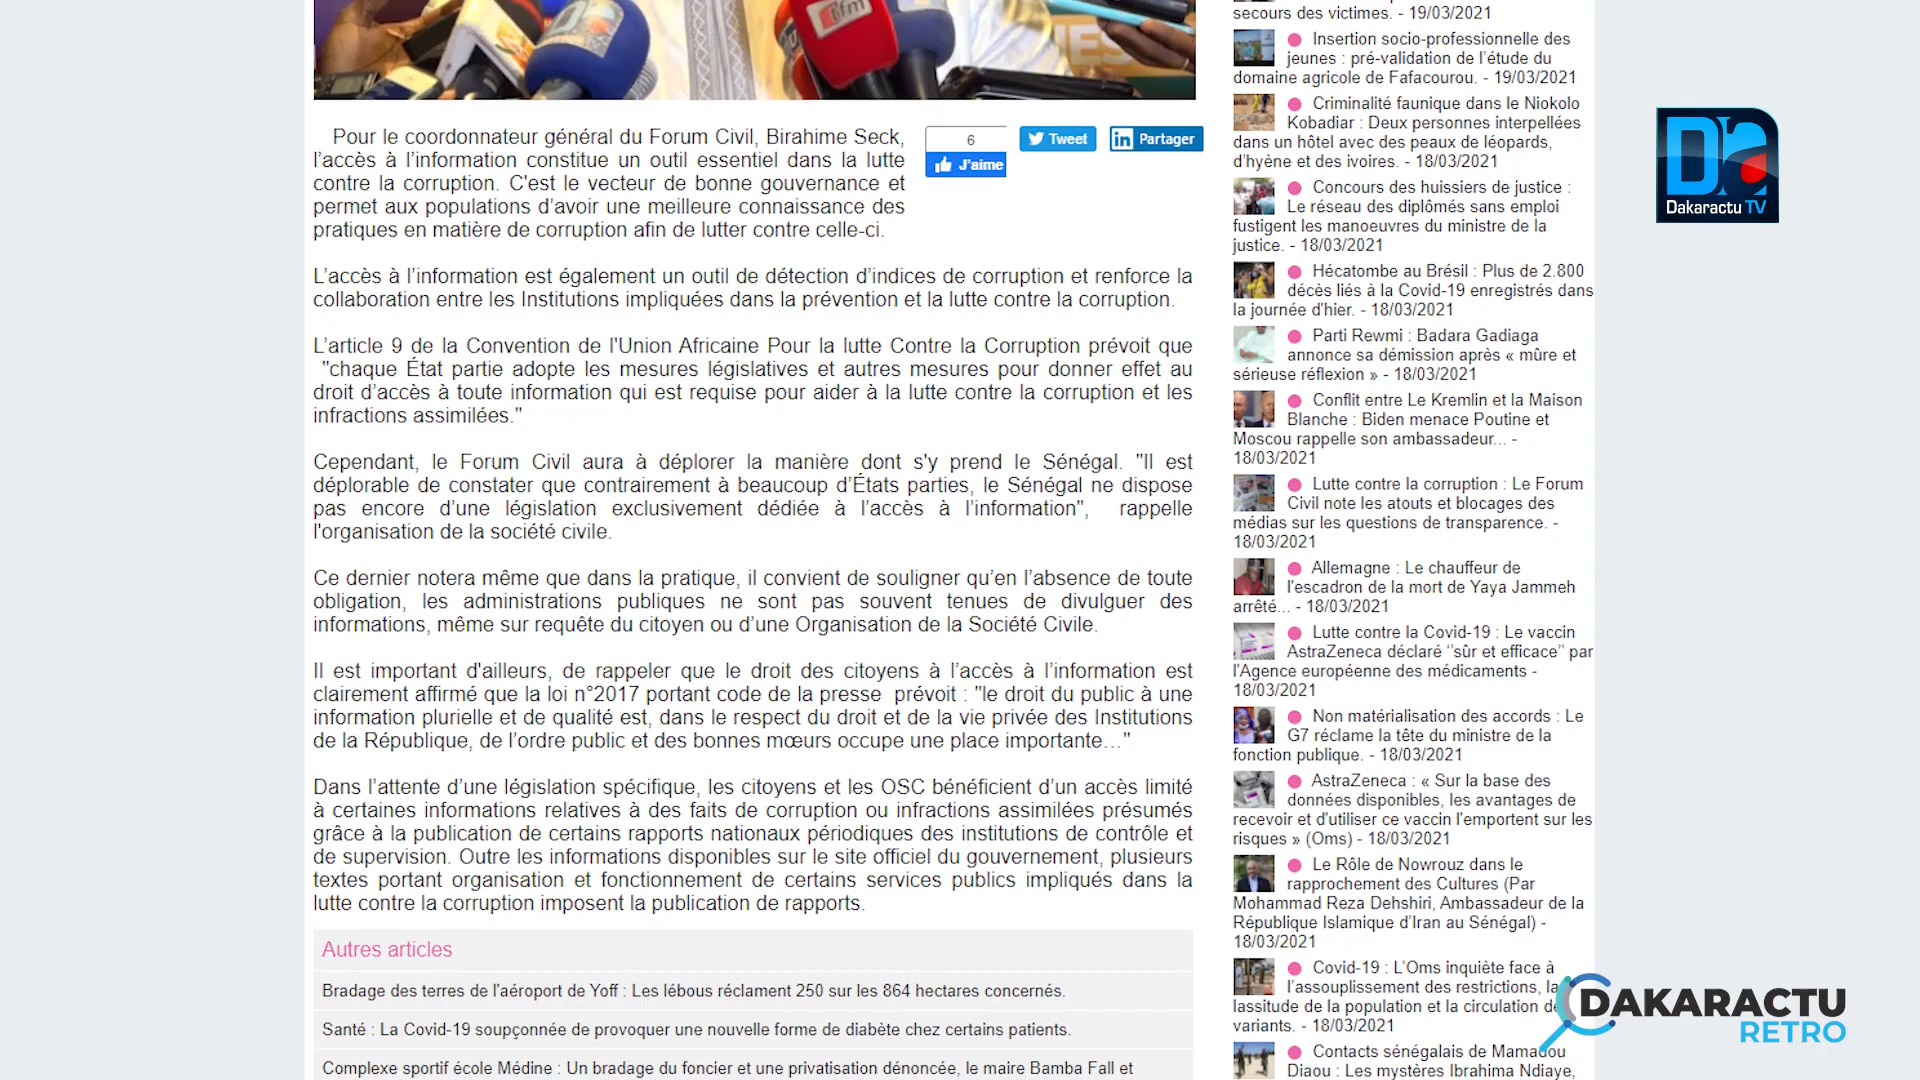 tfm
Pour le coordonnateur général du Forum Civil, Birahime Seck,
l’accès à l’information constitue un outil essentiel dans la lutte
contre la corruption. C'est le vecteur de bonne gouvernance et
permet aux populations d’avoir une meilleure connaissance des
pratiques en matière de corruption afin de lutter contre celle-ci.
6
J’aime
Tweet
in Partager
L’accès à l’information est également un outil de détection d’indices de corruption et renforce la
collaboration entre les Institutions impliquées dans la prévention et la lutte contre la corruption.
L’article 9 de la Convention de l'Union Africaine Pour la lutte Contre la Corruption prévoit que
"chaque État partie adopte les mesures législatives et autres mesures pour donner effet au
droit d’accès à toute information qui est requise pour aider à la lutte contre la corruption et les
infractions assimilées."
Cependant, le Forum Civil aura à déplorer la manière dont s'y prend le Sénégal. "Il est
déplorable de constater que contrairement à beaucoup d’États parties, le Sénégal ne dispose
pas encore d’une législation exclusivement dédiée à l’accès à l’information", rappelle
l'organisation de la société civile.
Ce dernier notera même que dans la pratique, il convient de souligner qu’en l’absence de toute
obligation, les administrations publiques ne sont pas souvent tenues de divulguer des
informations, même sur requête du citoyen ou d’une Organisation de la Société Civile.
Il est important d'ailleurs, de rappeler que le droit des citoyens à l’accès à l’information est
clairement affirmé que la loi n°2017 portant code de la presse prévoit : "le droit du public à une
information plurielle et de qualité est, dans le respect du droit et de la vie privée des Institutions
de la République, de l’ordre public et des bonnes mœurs occupe une place importante…"
Dans l’attente d’une législation spécifique, les citoyens et les OSC bénéficient d’un accès limité
à certaines informations relatives à des faits de corruption ou infractions assimilées présumés
grâce à la publication de certains rapports nationaux périodiques des institutions de contrôle et
de supervision. Outre les informations disponibles sur le site officiel du gouvernement, plusieurs
textes portant organisation et fonctionnement de certains services publics impliqués dans la
lutte contre la corruption imposent la publication de rapports.
Autres articles
Bradage des terres de l'aéroport de Yoff : Les lébous réclament 250 sur les 864 hectares concernés.
Santé : La Covid-19 soupçonnée de provoquer une nouvelle forme de diabète chez certains patients.
Complexe sportif école Médine : Un bradage du foncier et une privatisation dénoncée, le maire Bamba Fall et
secours des victimes. - 19/03/2021
Insertion socio-professionnelle des
jeunes : pré-validation de l’étude du
domaine agricole de Fafacourou. - 19/03/2021
Criminalité faunique dans le Niokolo
Kobadiar : Deux personnes interpellées
dans un hôtel avec des peaux de léopards,
d’hyène et des ivoires. - 18/03/2021
Concours des huissiers de justice :
Le réseau des diplômés sans emploi
fustigent les manoeuvres du ministre de la
justice. - 18/03/2021
Hécatombe au Brésil : Plus de 2.800
décès liés à la Covid-19 enregistrés dans
la journée d'hier. - 18/03/2021
Parti Rewmi : Badara Gadiaga
annonce sa démission après « mûre et
sérieuse réflexion » - 18/03/2021
Conflit entre Le Kremlin et la Maison
Blanche : Biden menace Poutine et
Moscou rappelle son ambassadeur... -
18/03/2021
Lutte contre la corruption : Le Forum
Civil note les atouts et blocages des
médias sur les questions de transparence. -
18/03/2021
Allemagne : Le chauffeur de
l'escadron de la mort de Yaya Jammeh
arrêté... - 18/03/2021
Lutte contre la Covid-19 : Le vaccin
AstraZeneca déclaré ‘’sûr et efficace’’ par
l'Agence européenne des médicaments -
18/03/2021
Non matérialisation des accords : Le
G7 réclame la tête du ministre de la
fonction publique. - 18/03/2021
AstraZeneca : « Sur la base des
données disponibles, les avantages de
recevoir et d'utiliser ce vaccin l'emportent sur les
risques » (Oms) - 18/03/2021
Le Rôle de Nowrouz dans le
rapprochement des Cultures (Par
Mohammad Reza Dehshiri, Ambassadeur de la
République Islamique d’Iran au Sénégal) -
18/03/2021
Covid-19 : L’Oms inquiète face à
l’assouplissement des restrictions, la
lassitude de la population et la circulation
variants. - 18/03/2021
Contacts sénégalais de Mamadou
Diaou : Les mystères Ibrahima Ndiaye,
Da
Dakaractu TV
DAKARACTU
RETRO